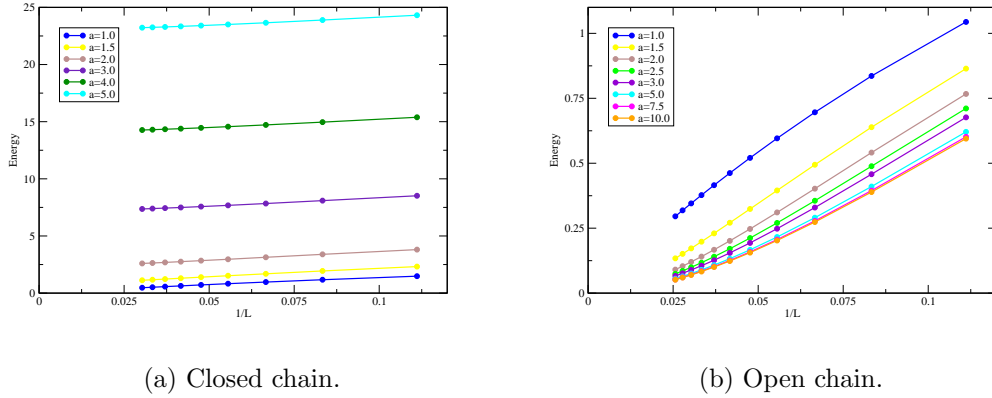 25
20
15
10
5
0
Energy
a=1.0
a=1.5
a=2.0
a=3.0
a=4.0
a=5.0
0
0.025
0.05
0.075
0.1
1/L
(a) Closed chain.
1
0.75
0.5
0.25
0
Energy
a=1.0
a=1.5
a=2.0
a=2.5
a=3.0
a=5.0
a=7.5
a=10.0
0
0.025
0.05
0.075
0.1
1/L
(b) Open chain.